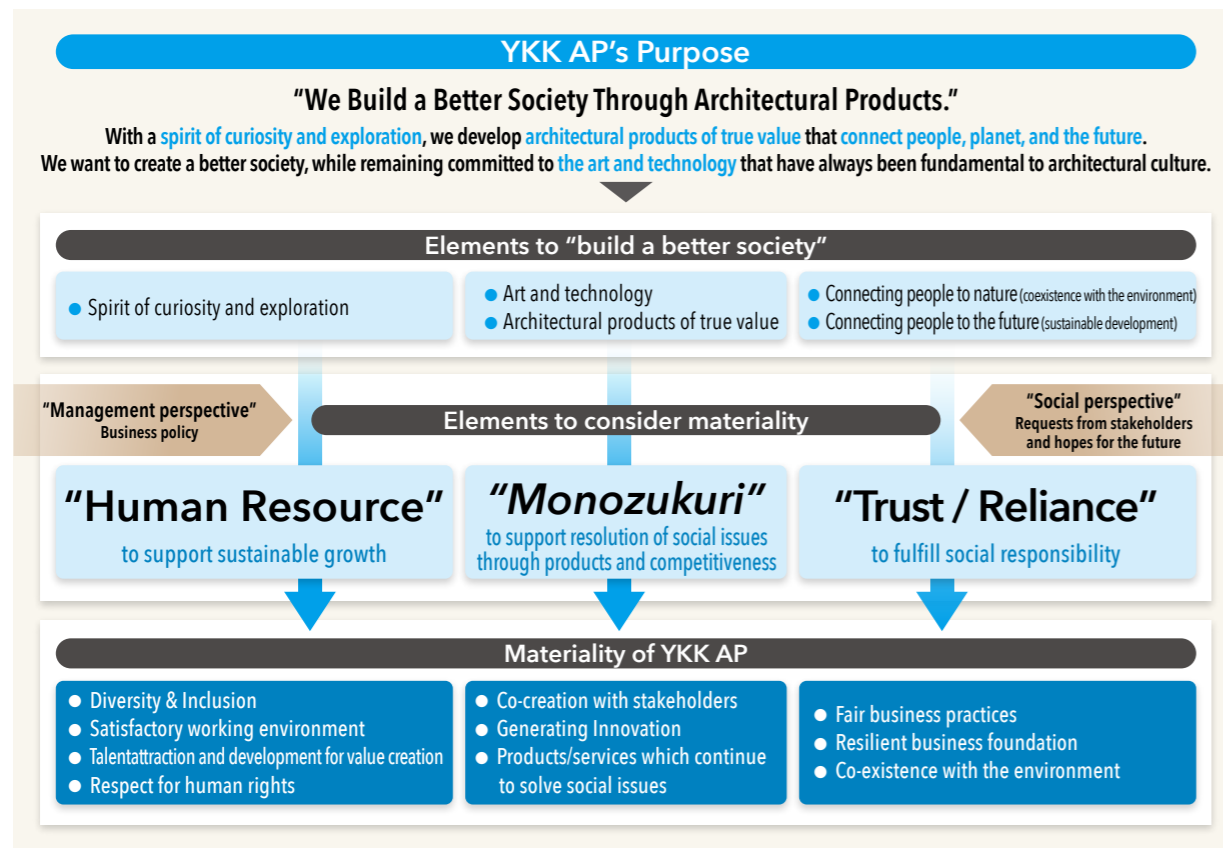 YKK AP’s Purpose
“We Build a Better Society Through Architectural Products.”
With a spirit of curiosity and exploration, we develop architectural products of true value that connect people, planet, and the future.
We want to create a better society, while remaining committed to the art and technology that have always been fundamental to architectural culture.
Elements to “build a better society”
● Spirit of curiosity and exploration
● Art and technology
● Architectural products of true value
● Connecting people to nature (coexistence with the environment)
● Connecting people to the future (sustainable development)
“Management perspective”
Business policy
Elements to consider materiality
“Social perspective”
Requests from stakeholders
and hopes for the future
“Human Resource”
to support sustainable growth
“Monozukuri”
to support resolution of social issues
through products and competitiveness
“Trust / Reliance”
to fulfill social responsibility
Materiality of YKK AP
● Diversity & Inclusion
● Satisfactory working environment
● Talentattraction and development for value creation
● Respect for human rights
● Co-creation with stakeholders
● Generating Innovation
● Products/services which continue
to solve social issues
● Fair business practices
● Resilient business foundation
● Co-existence with the environment